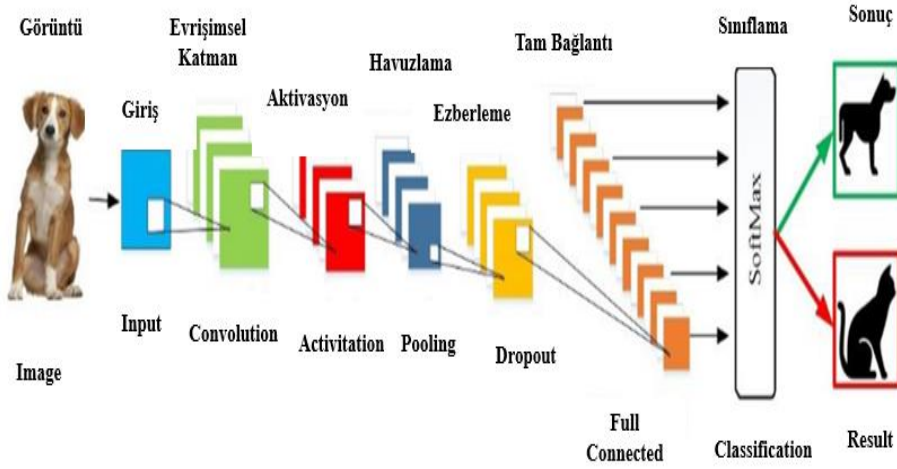 Görüntü
Evrişimsel
Katman
Giriş
Aktivasyon
Havuzlama
Ezberleme
Tam Bağlantı
Sınıflama
Sonuç
SoftMax
Image
Input
Convolution
Activitation
Pooling
Dropout
Full
Connected
Classification
Result